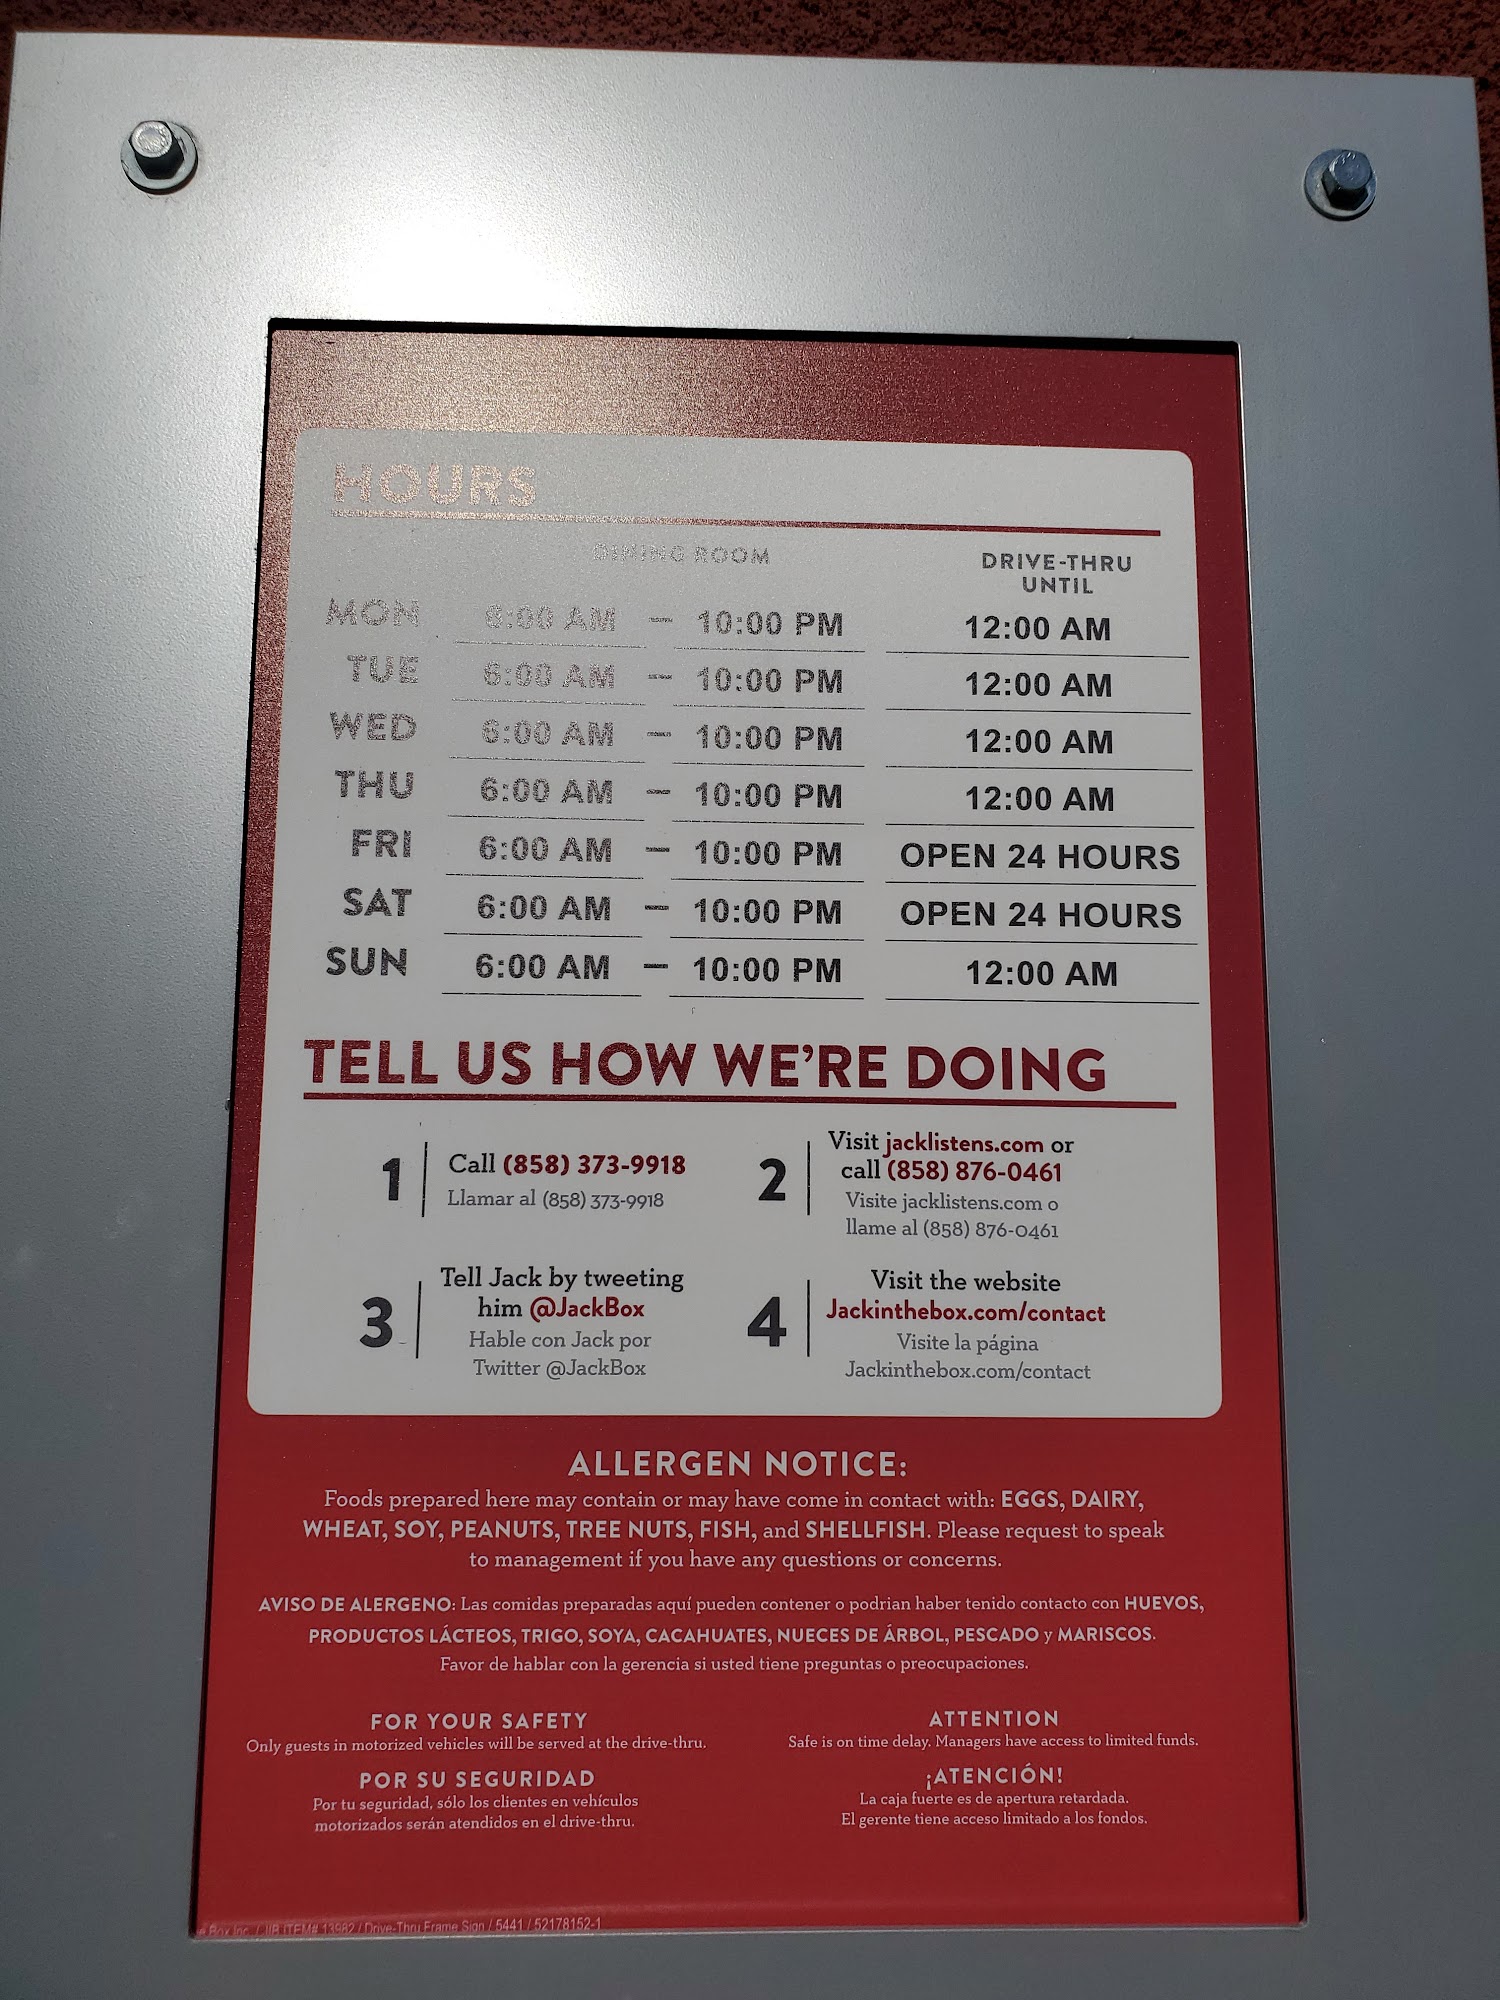 HOURS
DINING ROOM
DRIVE-THRU
UNTIL
MON 6:00 AM – 10:00 PM 12:00 AM
TUE 6:00 AM – 10:00 PM 12:00 AM
WED 6:00 AM – 10:00 PM 12:00 AM
THU 6:00 AM – 10:00 PM 12:00 AM
FRI 6:00 AM – 10:00 PM OPEN 24 HOURS
SAT 6:00 AM – 10:00 PM OPEN 24 HOURS
SUN 6:00 AM – 10:00 PM 12:00 AM
TELL US HOW WE'RE DOING
1
Call (858) 373-9918
Llamar al (858) 373-9918
2
Visit jacklistens.com or
call (858) 876-0461
Visite jacklistens.com o
llame al (858) 876-0461
3
Tell Jack by tweeting
him @JackBox
Hable con Jack por
Twitter @JackBox
4
Visit the website
Jackinthebox.com/contact
Visite la página
Jackinthebox.com/contact
ALLERGEN NOTICE:
Foods prepared here may contain or may have come in contact with: EGGS, DAIRY,
WHEAT, SOY, PEANUTS, TREE NUTS, FISH, and SHELLFISH. Please request to speak
to management if you have any questions or concerns.
AVISO DE ALERGENO: Las comidas preparadas aquí pueden contener o podrian haber tenido contacto con HUEVOS,
PRODUCTOS LÁCTEOS, TRIGO, SOYA, CACAHUATES, NUECES DE ÁRBOL, PESCADO y MARISCOS.
Favor de hablar con la gerencia si usted tiene preguntas o preocupaciones.
FOR YOUR SAFETY
Only guests in motorized vehicles will be served at the drive-thru.
POR SU SEGURIDAD
Por tu seguridad, sólo los clientes en vehículos
motorizados serán atendidos en el drive-thru.
ATTENTION
Safe is on time delay. Managers have access to limited funds.
¡ATENCIÓN!
La caja fuerte es de apertura retardada.
El gerente tiene acceso limitado a los fondos.
Box Inc. / JIB ITEM# 13982 / Drive-Thru Frame Sign / 5441 / 52178152-1